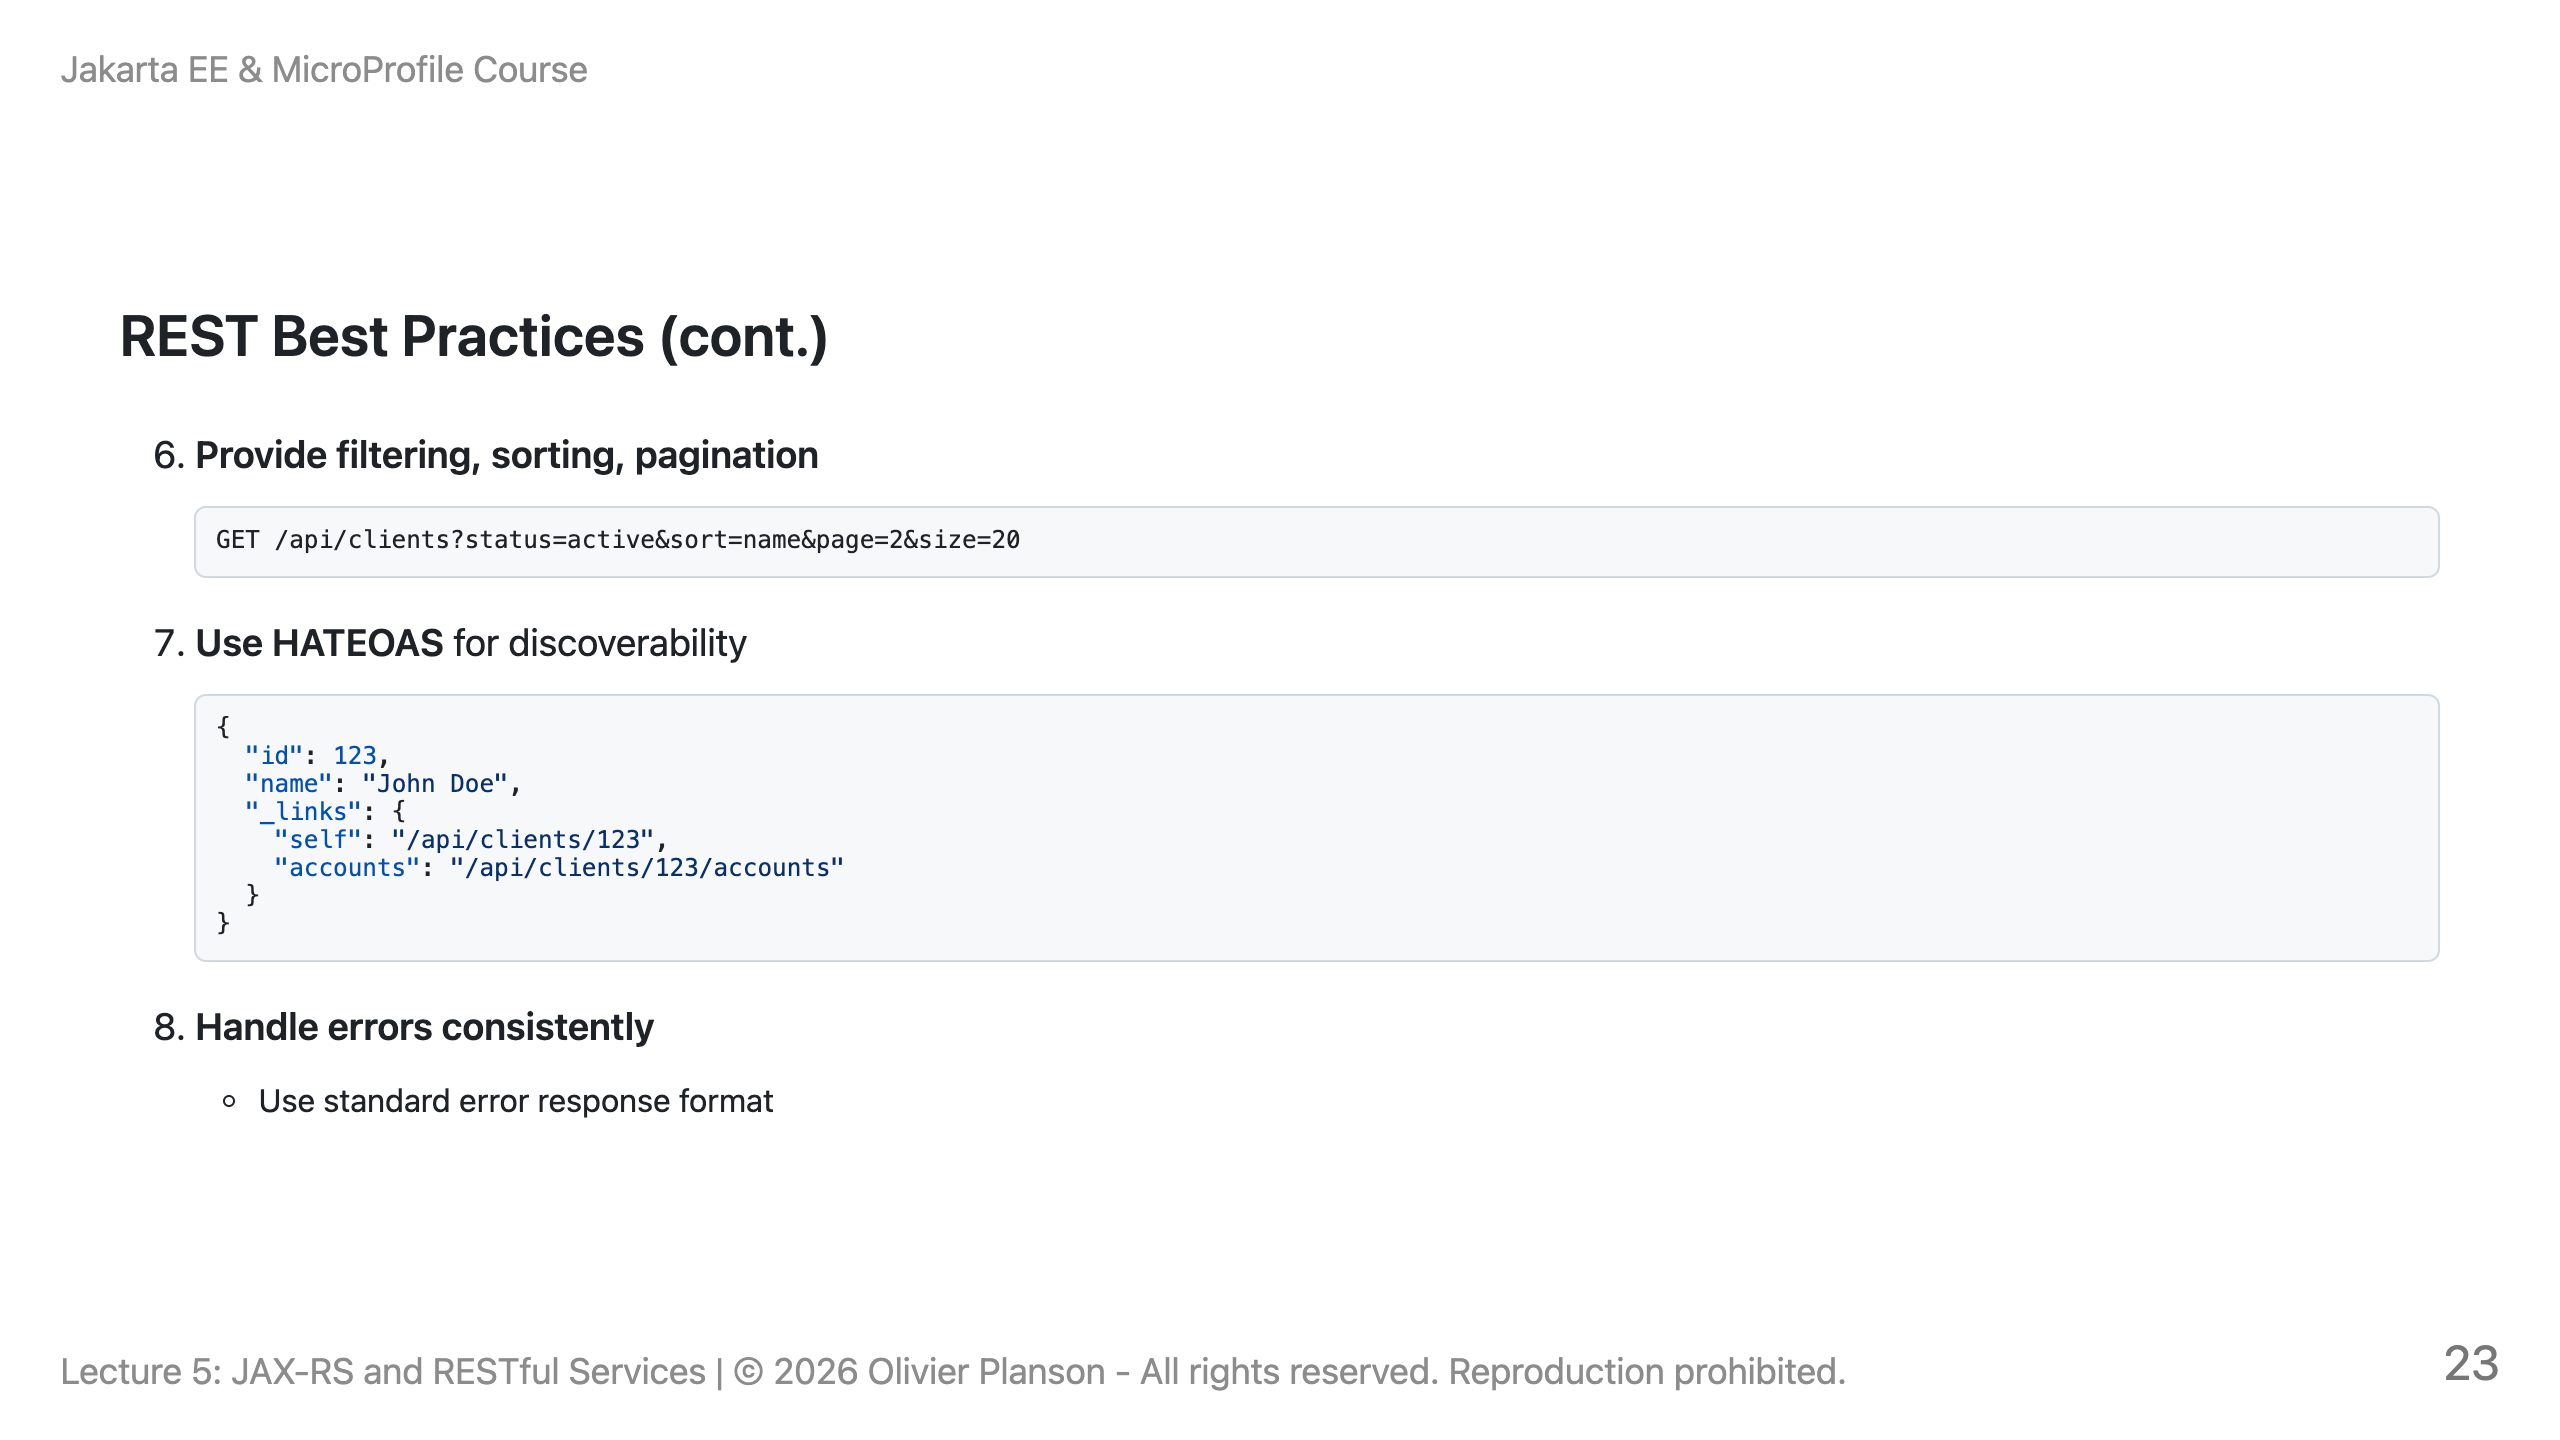 Jakarta EE & MicroProfile Course
REST Best Practices (cont.)
6. Provide filtering, sorting, pagination
GET /api/clients?status=active&sort=name&page=2&size=20
7. Use HATEOAS for discoverability
{
  "id": 123,
  "name": "John Doe",
  "_links": {
    "self": "/api/clients/123",
    "accounts": "/api/clients/123/accounts"
  }
}
8. Handle errors consistently
◦ Use standard error response format
Lecture 5: JAX-RS and RESTful Services | © 2026 Olivier Planson - All rights reserved. Reproduction prohibited.
23